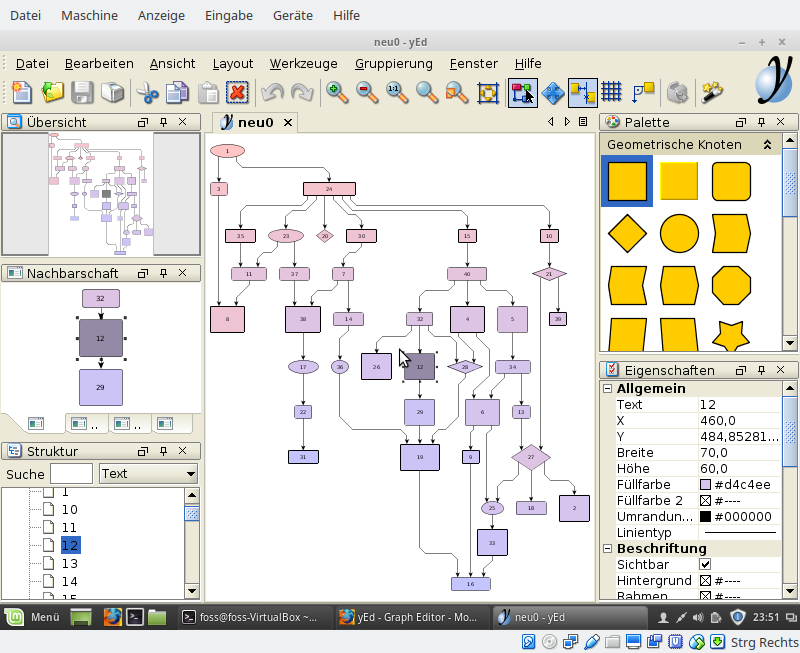 Datei Maschine Anzeige Eingabe Geräte Hilfe
neu0 - yEd
Datei Bearbeiten Ansicht Layout Werkzeuge Gruppierung Fenster Hilfe
Übersicht
Nachbarschaft
32
12
29
.. ..
Struktur
Suche Text
1
10
11
12
13
14
15
neu0
1
3 24
35 23 20 30 15 10
11 37 7 40 21
8 38 14 32 4 5 39
17 36 26 12 28 34
22 29 6 13
31 19 9 27
25 18 2
33
16
Palette
Geometrische Knoten
Eigenschaften
Allgemein
Text 12
X 460,0
Y 484,85281...
Breite 70,0
Höhe 60,0
Füllfarbe #d4c4ee
Füllfarbe 2 #----
Umrandun... #000000
Linientyp
Beschriftung
Sichtbar
Hintergrund #----
Rahmen #----
Menü foss@foss-VirtualBox ~... yEd - Graph Editor - Mo... neu0 - yEd 23:51
Strg Rechts